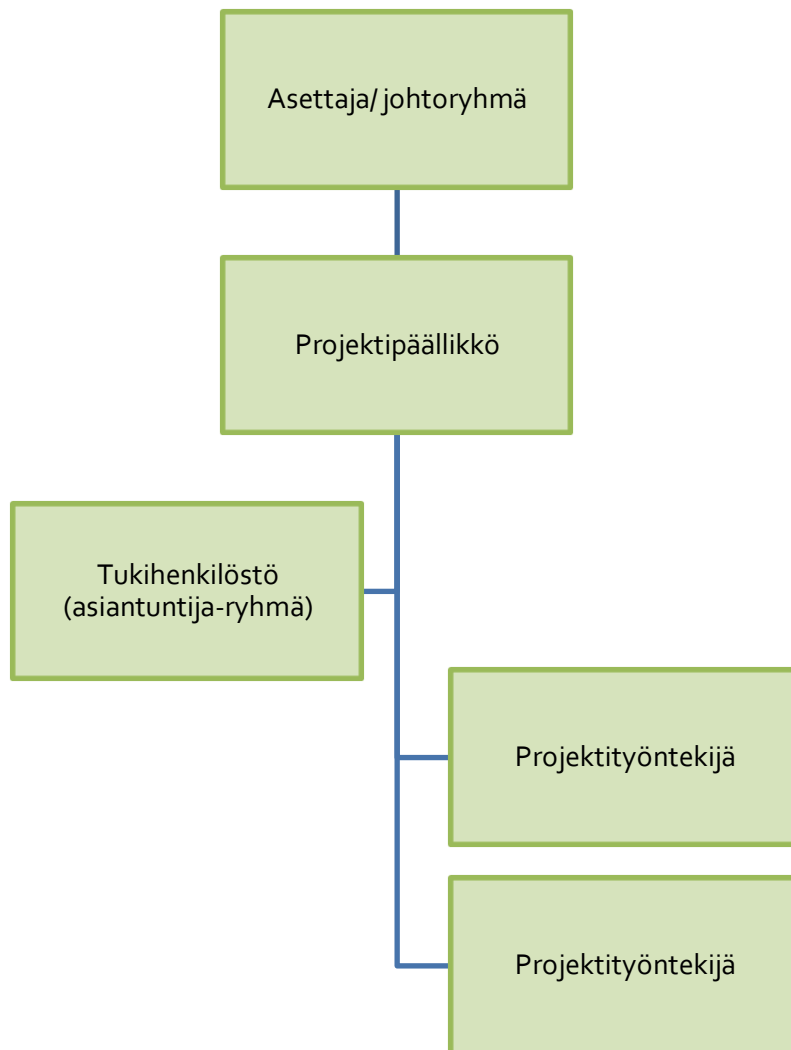 Asettaja/ johtoryhmä
Projektipäällikkö
Tukihenkilöstö
(asiantuntija-ryhmä)
Projektityöntekijä
Projektityöntekijä